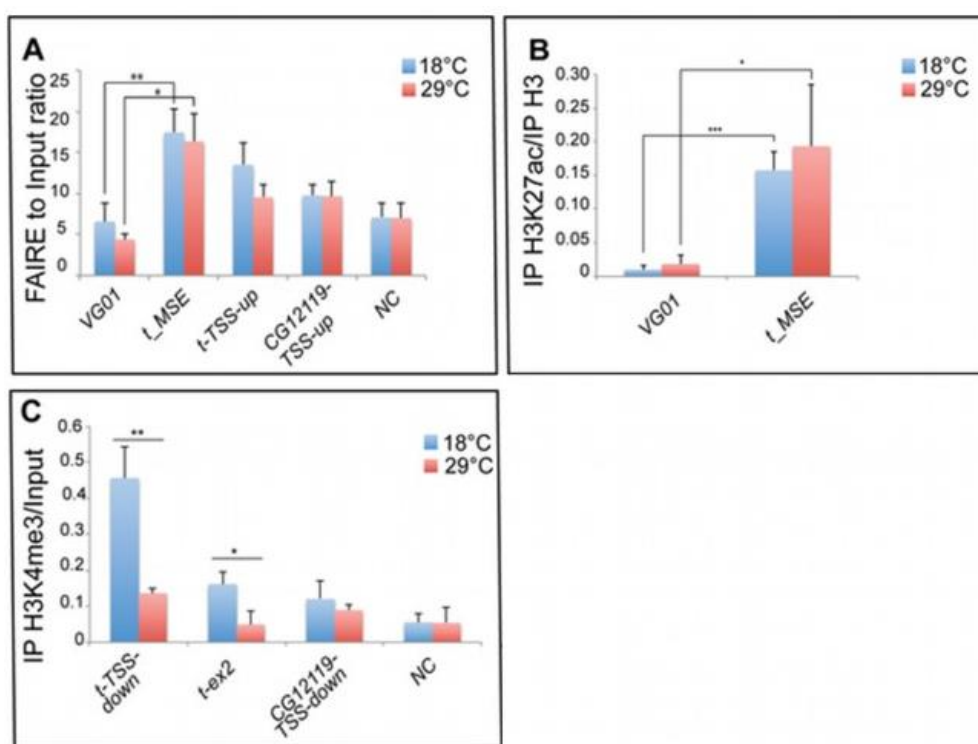 A
FAIRE to Input ratio
25
20
15
10
5
0
**
*
18°C
29°C
VG01
t_MSE
t-TSS-up
CG12119-
TSS-up
NC
B
IP H3K27ac/IP H3
0.30
0.25
0.20
0.15
0.10
0.05
0
*
***
18°C
29°C
VG01
t_MSE
C
IP H3K4me3/Input
0.6
0.5
0.4
0.3
0.2
0.1
0
**
*
18°C
29°C
t-TSS-
down
t-ex2
CG12119-
TSS-down
NC